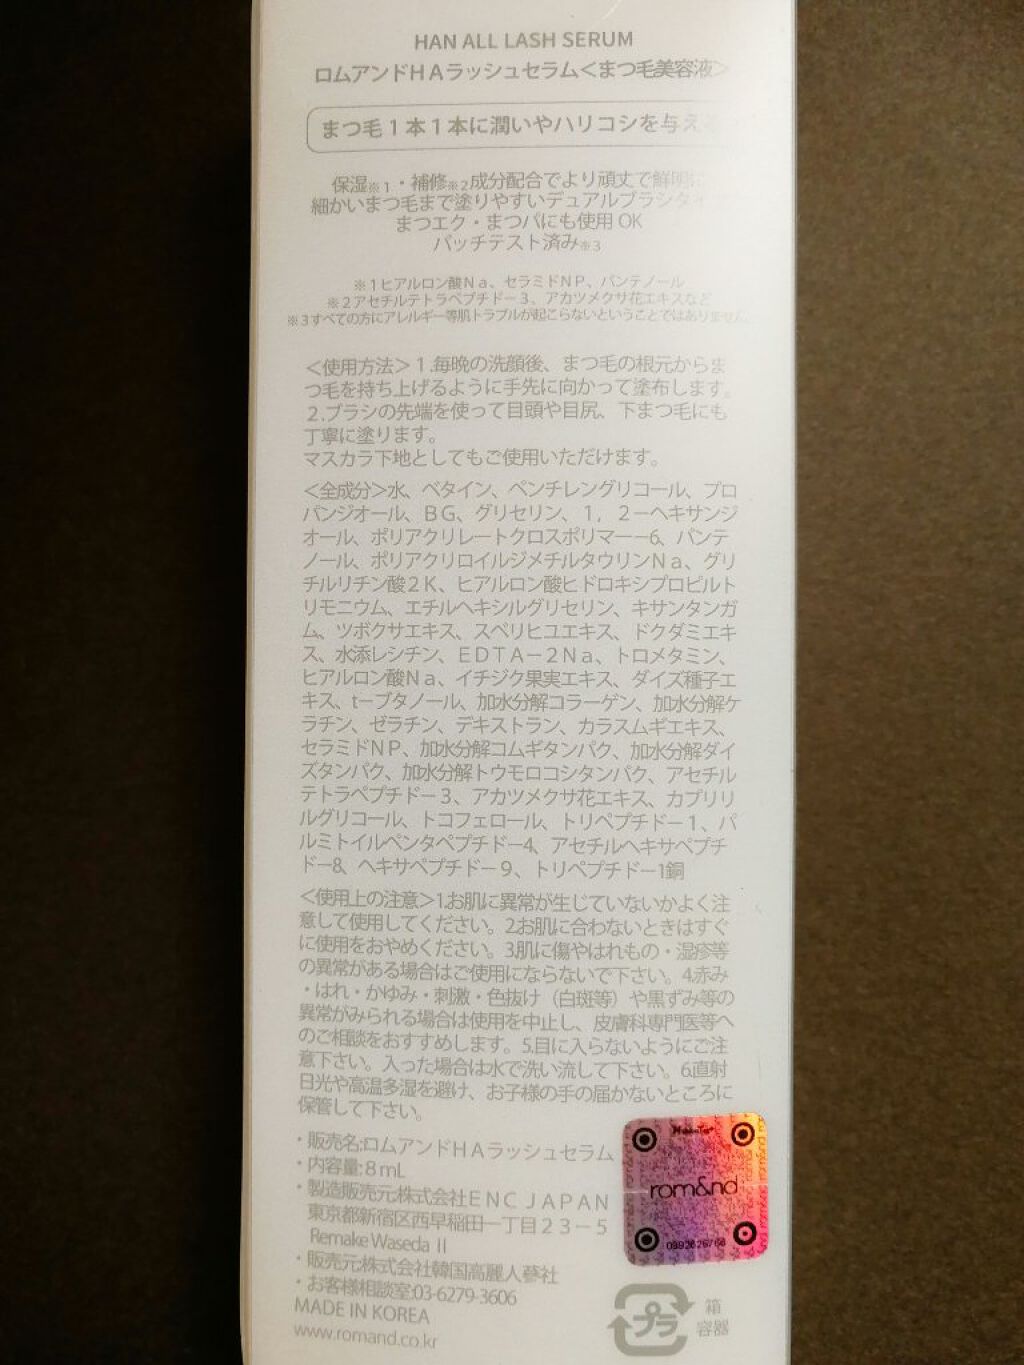 HAN ALL LASH SERUM
ロムアンドＨＡラッシュセラム＜まつ毛美容液＞
まつ毛１本１本に潤いやハリコシを与え
保湿※1・補修※2成分配合でより頑丈で鮮明に
細かいまつ毛まで塗りやすいデュアルブラシタイ
まつエク・まつパにも使用 OK
パッチテスト済み※3
※１ヒアルロン酸Ｎａ、セラミドＮＰ、パンテノール
※２アセチルテトラペプチドー３、アカツメクサ花エキスなど
※３すべての方にアレルギー等肌トラブルが起こらないということではありません
＜使用方法＞１.毎晩の洗顔後、まつ毛の根元からま
つ毛を持ち上げるように手先に向かって塗布します。
２.ブラシの先端を使って目頭や目尻、下まつ毛にも
丁寧に塗ります。
マスカラ下地としてもご使用いただけます。
＜全成分＞水、ベタイン、ペンチレングリコール、プロ
パンジオール、ＢＧ、グリセリン、１，２ーヘキサンジ
オール、ポリアクリレートクロスポリマー−6、パンテ
ノール、ポリアクリロイルジメチルタウリンＮａ、グリ
チルリチン酸２Ｋ、ヒアルロン酸ヒドロキシプロピルト
リモニウム、エチルヘキシルグリセリン、キサンタンガ
ム、ツボクサエキス、スベリヒユエキス、ドクダミエキ
ス、水添レシチン、ＥＤＴＡ－２Ｎａ、トロメタミン、
ヒアルロン酸Ｎａ、イチジク果実エキス、ダイズ種子エ
キス、t－ブタノール、加水分解コラーゲン、加水分解ケ
ラチン、ゼラチン、デキストラン、カラスムギエキス、
セラミドＮＰ、加水分解コムギタンパク、加水分解ダイ
ズタンパク、加水分解トウモロコシタンパク、アセチル
テトラペプチドー３、アカツメクサ花エキス、カプリリ
ルグリコール、トコフェロール、トリペプチドー１、パ
ルミトイルペンタペプチドー4、アセチルヘキサペプチ
ドー8、ヘキサペプチドー９、トリペプチドー1銅
＜使用上の注意＞1.お肌に異常が生じていないかよく注
意して使用してください。2.お肌に合わないときはすぐ
に使用をおやめください。3.肌に傷やはれもの・湿疹等
の異常がある場合はご使用にならないで下さい。4.赤み
・はれ・かゆみ・刺激・色抜け（白斑等）や黒ずみ等の
異常がみられる場合は使用を中止し、皮膚科専門医等へ
のご相談をおすすめします。5.目に入らないようにご注
意下さい。入った場合は水で洗い流して下さい。6.直射
日光や高温多湿を避け、お子様の手の届かないところに
保管して下さい。
・販売名:ロムアンドＨＡラッシュセラム
・内容量:８mL
・製造販売元:株式会社ＥＮＣ ＪＡＰＡＮ
東京都新宿区西早稲田一丁目２３－５
Remake Waseda Ⅱ
・販売元:株式会社韓国高麗人蔘社
・お客様相談室:03-6279-3606
MADE IN KOREA
www.romand.co.kr
rom&nd
プラ
箱
容器